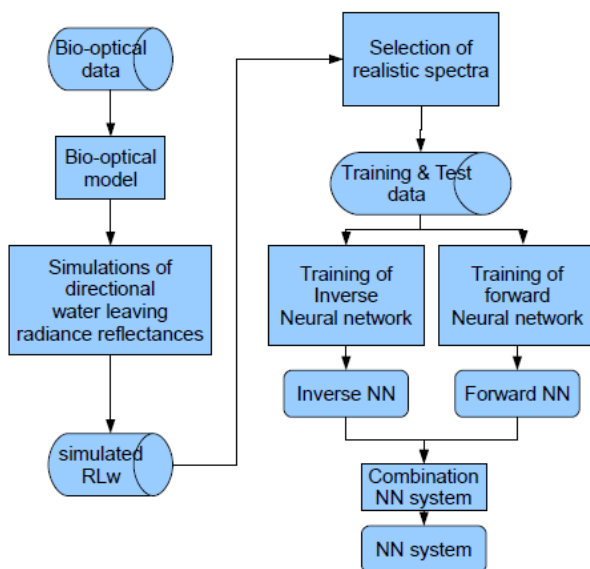 Bio-optical
data
Bio-optical
model
Simulations of
directional
water leaving
radiance reflectances
simulated
RLw
Selection of
realistic spectra
Training & Test
data
Training of
Inverse
Neural network
Training of
forward
Neural network
Inverse NN
Forward NN
Combination
NN system
NN system